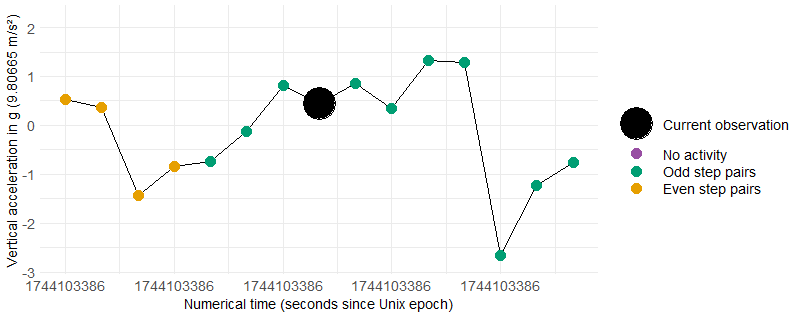 Vertical acceleration in g (9.80665 m/s²)
2
1
0
-1
-2
-3
1744103386 1744103386 1744103386 1744103386 1744103386
Numerical time (seconds since Unix epoch)
Current observation
No activity
Odd step pairs
Even step pairs